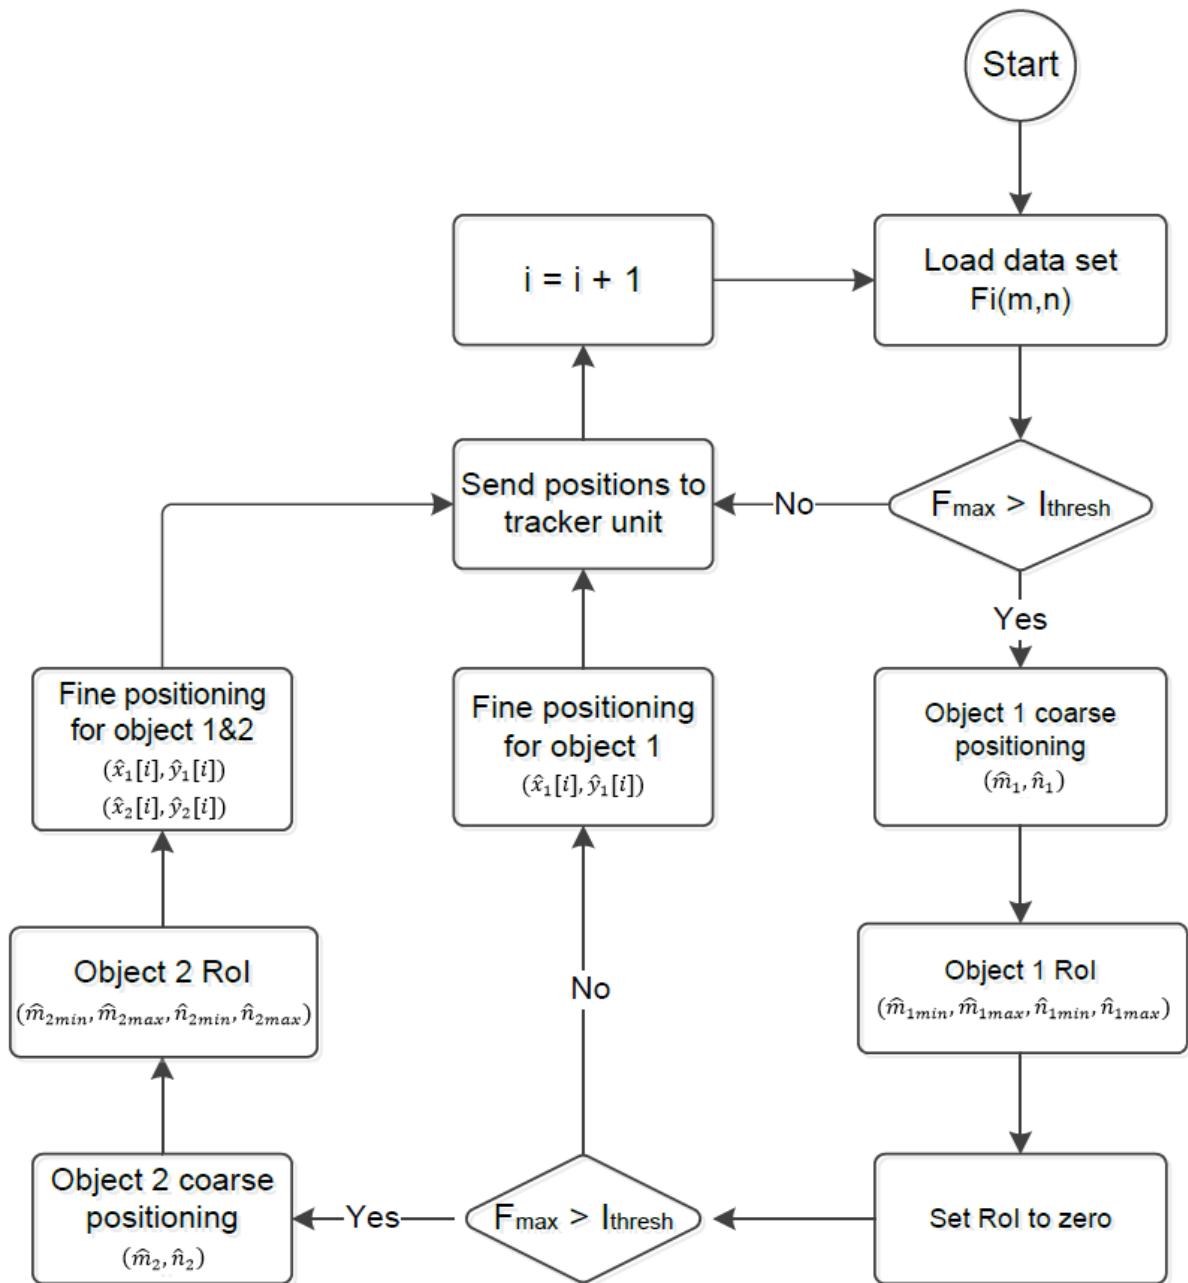 Start
Load data set
Fi(m,n)
i = i + 1
Send positions to
tracker unit
No
Fmax > Ithresh
Yes
Fine positioning
for object 1&2
(x̂₁[i], ŷ₁[i])
(x̂₂[i], ŷ₂[i])
Fine positioning
for object 1
(x̂₁[i], ŷ₁[i])
Object 1 coarse
positioning
(m̂₁, n̂₁)
Object 2 RoI
(m̂₂min, m̂₂max, n̂₂min, n̂₂max)
No
Object 1 RoI
(m̂₁min, m̂₁max, n̂₁min, n̂₁max)
Object 2 coarse
positioning
(m̂₂, n̂₂)
Yes
Fmax > Ithresh
Set RoI to zero